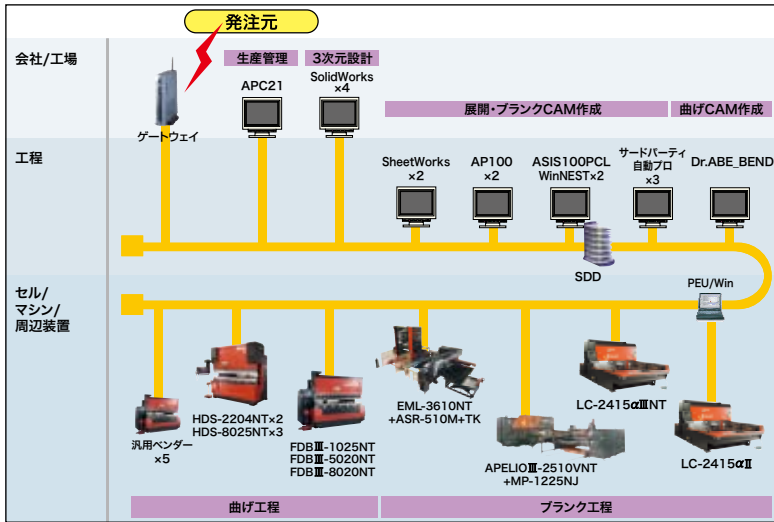 発注元
会社/工場
生産管理
3次元設計
APC21
SolidWorks
×4
ゲートウェイ
展開・ブランクCAM作成
曲げCAM作成
工程
SheetWorks
×2
AP100
×2
ASIS100PCL
WinNEST×2
サードパーティ
自動プロ
×3
Dr.ABE_BEND
SDD
セル/
マシン/
周辺装置
PEU/Win
汎用ベンダー
×5
HDS-2204NT×2
HDS-8025NT×3
FDBⅢ-1025NT
FDBⅢ-5020NT
FDBⅢ-8020NT
EML-3610NT
+ASR-510M+TK
APELIOⅢ-2510VNT
+MP-1225NJ
LC-2415αⅢNT
LC-2415αⅡ
曲げ工程
ブランク工程